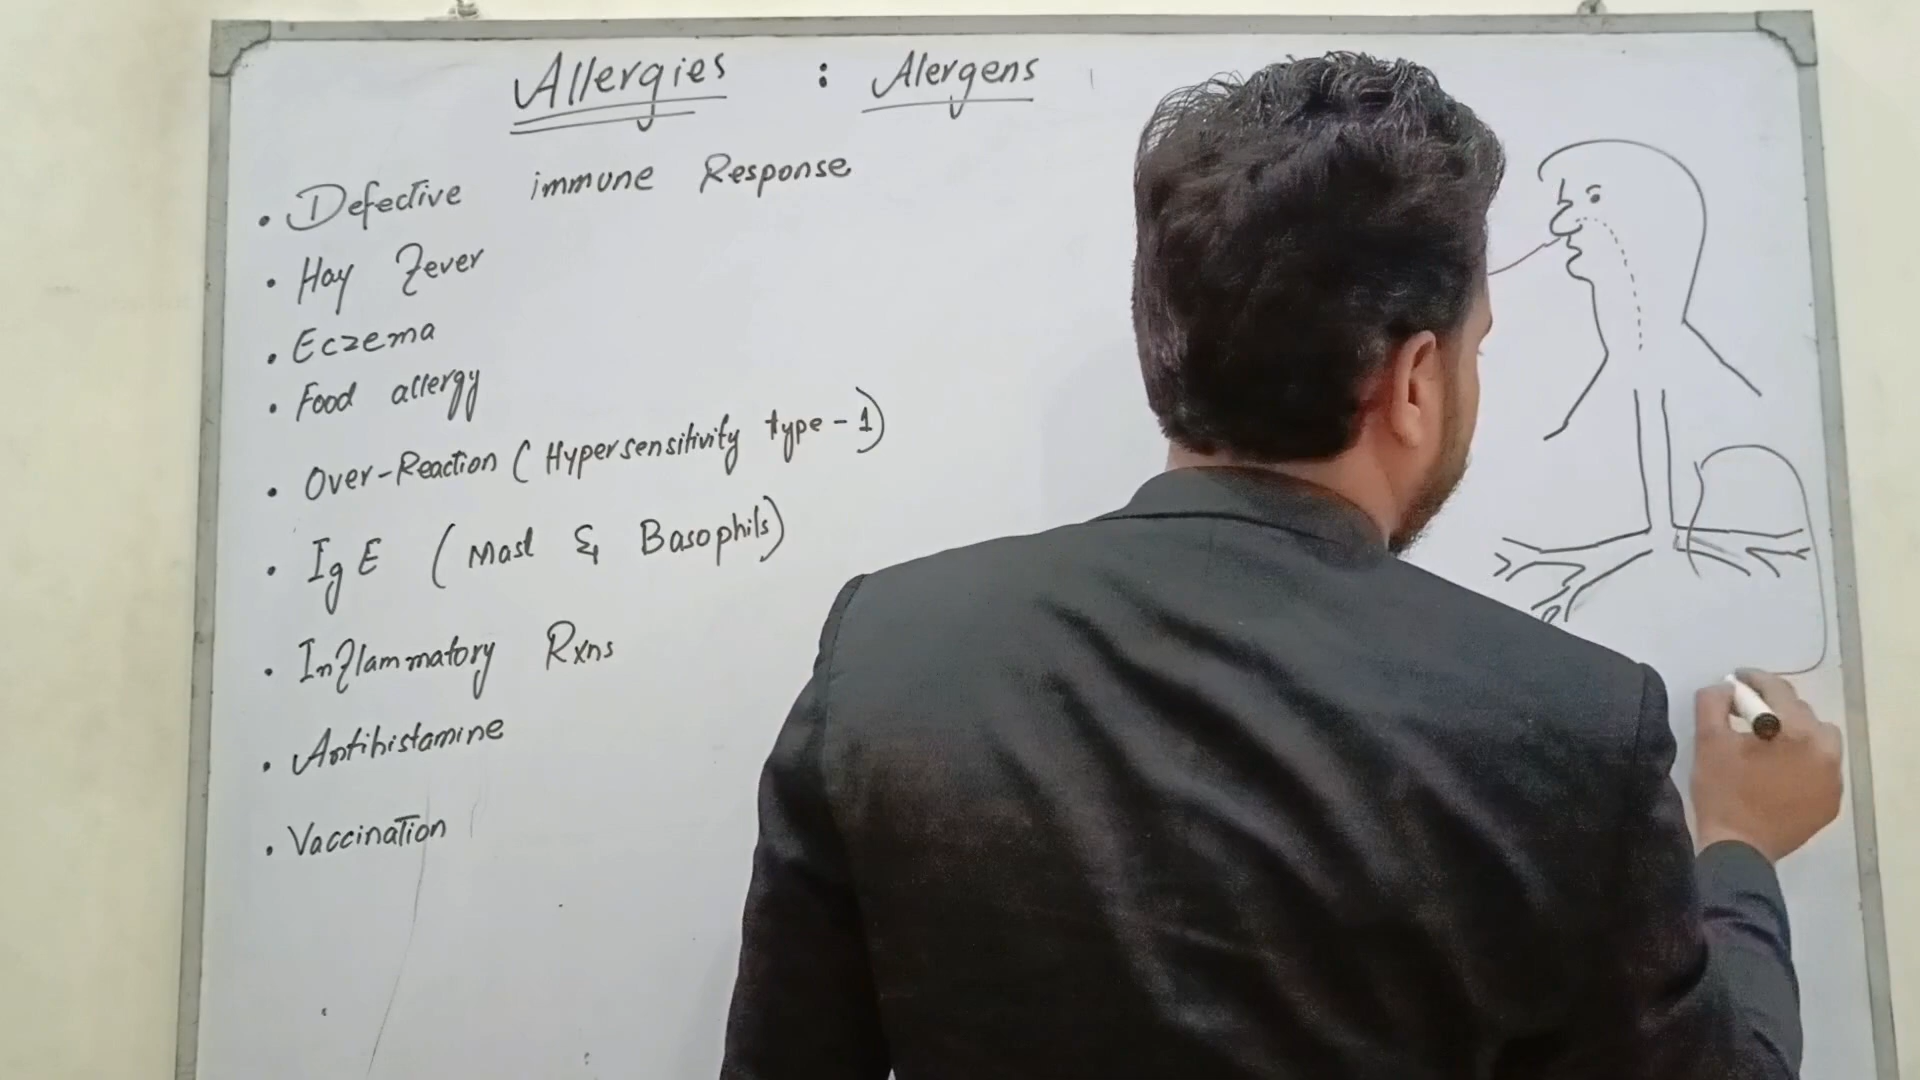 Allergies : Alergens
• Defective immune Response
• Hay Fever
• Eczema
• Food allergy
• Over-Reaction (Hypersensitivity type-1)
• IgE (Mast & Basophils)
• Inflammatory Rxns
• Antihistamine
• Vaccination